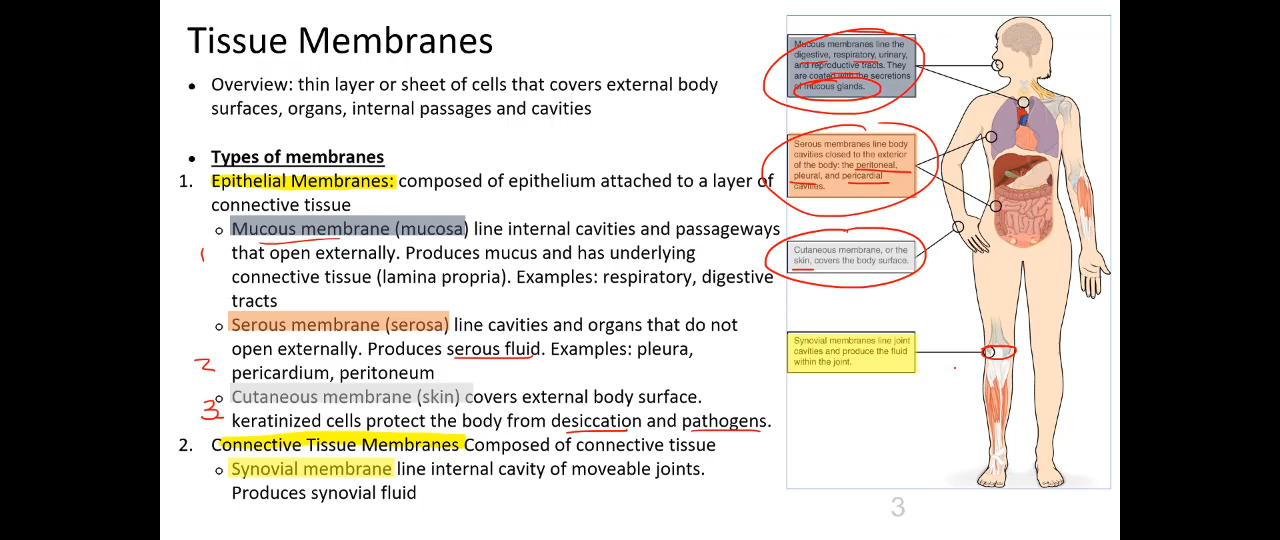 Tissue Membranes
● Overview: thin layer or sheet of cells that covers external body
surfaces, organs, internal passages and cavities
● Types of membranes
1. Epithelial Membranes: composed of epithelium attached to a layer of
connective tissue
○ Mucous membrane (mucosa) line internal cavities and passageways
1 that open externally. Produces mucus and has underlying
connective tissue (lamina propria). Examples: respiratory, digestive
tracts
○ Serous membrane (serosa) line cavities and organs that do not
open externally. Produces serous fluid. Examples: pleura,
2 pericardium, peritoneum
○ Cutaneous membrane (skin) covers external body surface.
3 keratinized cells protect the body from desiccation and pathogens.
2. Connective Tissue Membranes Composed of connective tissue
○ Synovial membrane line internal cavity of moveable joints.
Produces synovial fluid
Mucous membranes line the
digestive, respiratory, urinary,
and reproductive tracts. They
are coated with the secretions
of mucous glands.
Serous membranes line body
cavities closed to the exterior
of the body: the peritoneal,
pleural, and pericardial
cavities.
Cutaneous membrane, or the
skin, covers the body surface.
Synovial membranes line joint
cavities and produce the fluid
within the joint.
3